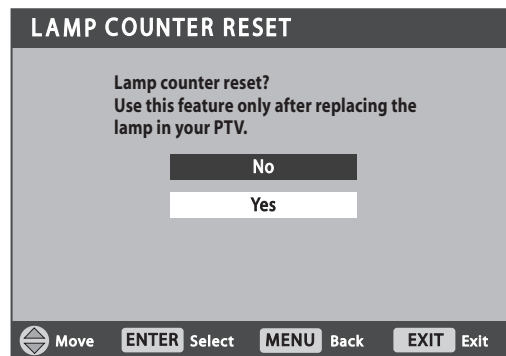 LAMP COUNTER RESET
Lamp counter reset?
Use this feature only after replacing the
lamp in your PTV.
No
Yes
Move ENTER Select MENU Back EXIT Exit